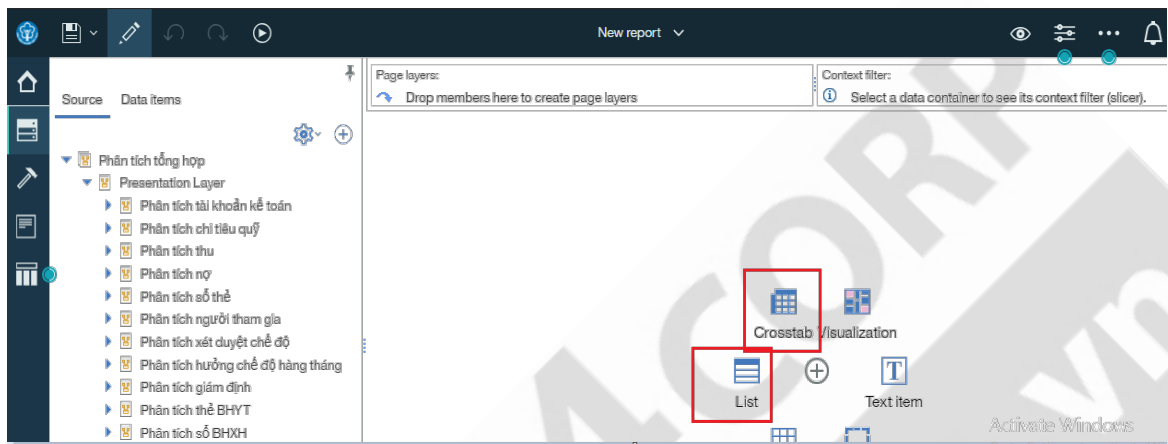 New report
Page layers:
Drop members here to create page layers
Context filter:
Select a data container to see its context filter (slicer).
Source Data items
Phân tích tổng hợp
Presentation Layer
Phân tích tài khoản kế toán
Phân tích chi tiêu quỹ
Phân tích thu
Phân tích nợ
Phân tích số thẻ
Phân tích người tham gia
Phân tích xét duyệt chế độ
Phân tích hưởng chế độ hàng tháng
Phân tích giám định
Phân tích thẻ BHYT
Phân tích sổ BHXH
Crosstab Visualization
List
Text item
T
4CORP
vn
Activate Windows